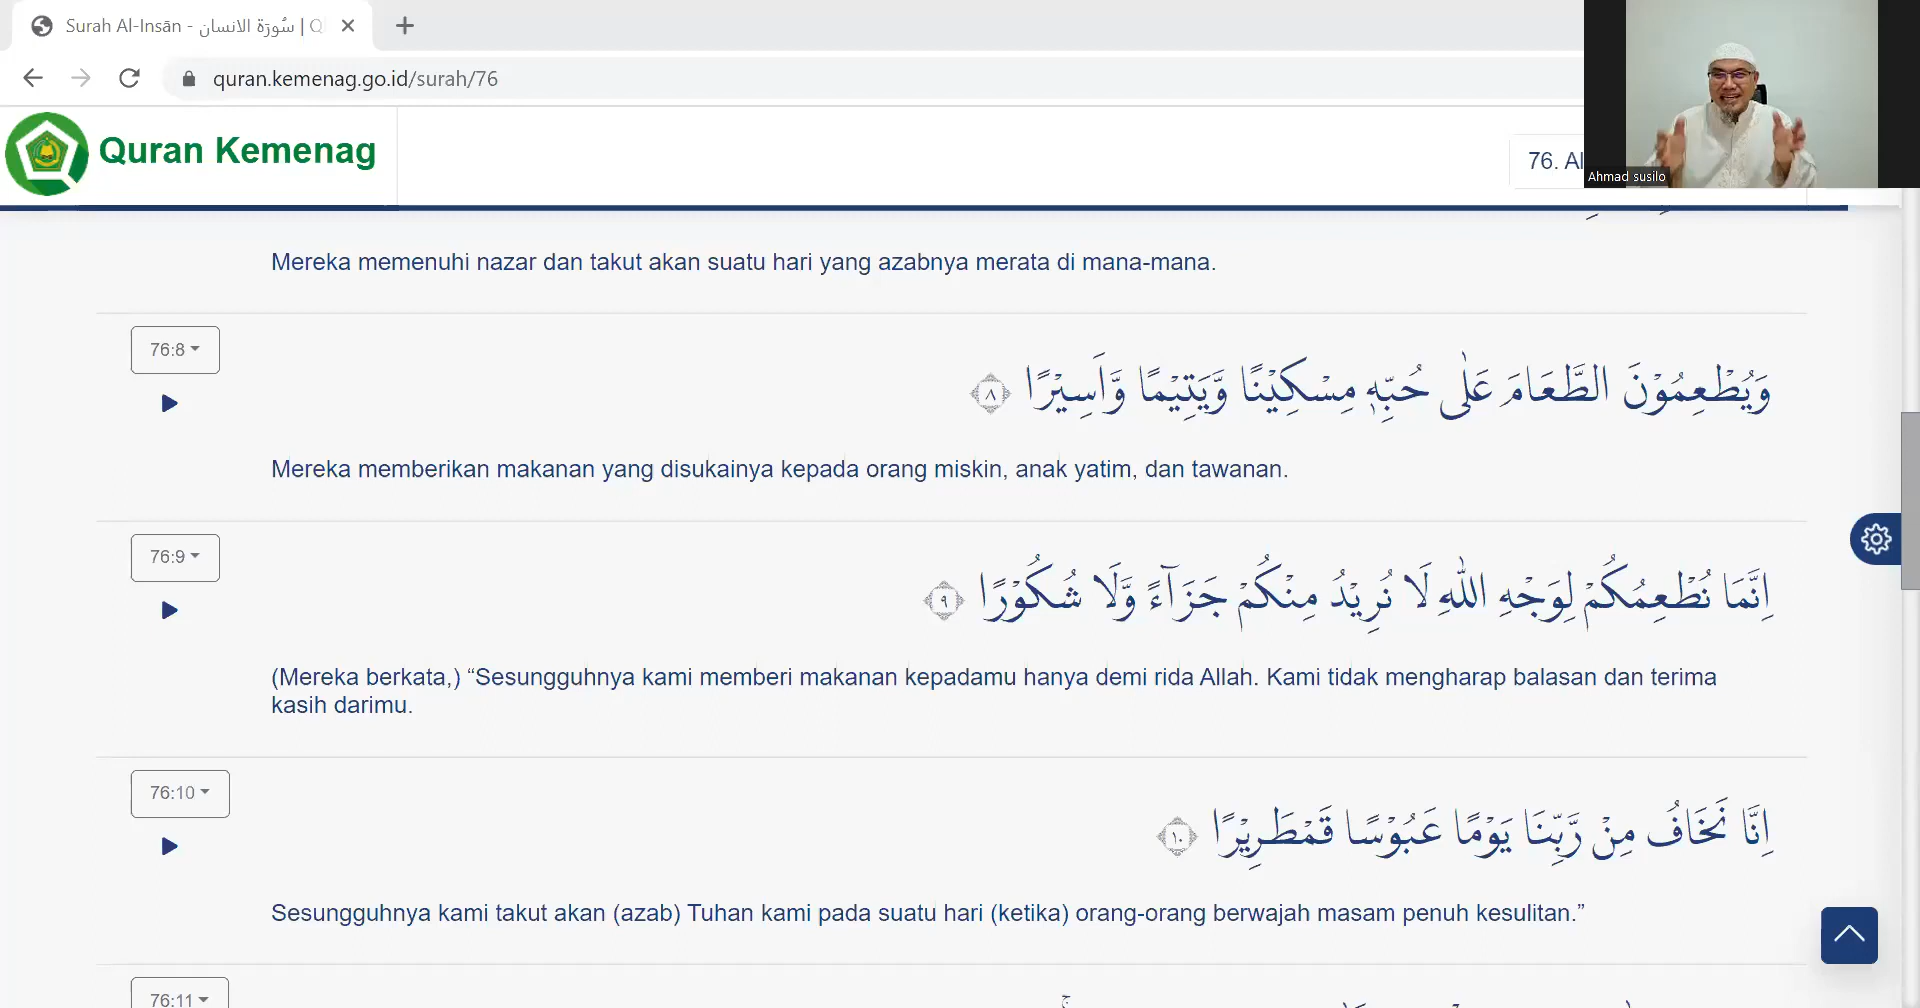 Surah Al-Insān - سُورَة الانسان | Q
quran.kemenag.go.id/surah/76
Quran Kemenag
76. Al
Ahmad susilo
Mereka memenuhi nazar dan takut akan suatu hari yang azabnya merata di mana-mana.
76:8
وَيُطْعِمُوْنَ الطَّعَامَ عَلٰى حُبِّهٖ مِسْكِيْنًا وَّيَتِيْمًا وَّاَسِيْرًا ٨
Mereka memberikan makanan yang disukainya kepada orang miskin, anak yatim, dan tawanan.
76:9
اِنَّمَا نُطْعِمُكُمْ لِوَجْهِ اللّٰهِ لَا نُرِيْدُ مِنْكُمْ جَزَاۤءً وَّلَا شُكُوْرًا ٩
(Mereka berkata,) “Sesungguhnya kami memberi makanan kepadamu hanya demi rida Allah. Kami tidak mengharap balasan dan terima
kasih darimu.
76:10
اِنَّا نَخَافُ مِنْ رَّبِّنَا يَوْمًا عَبُوْسًا قَمْطَرِيْرًا ١٠
Sesungguhnya kami takut akan (azab) Tuhan kami pada suatu hari (ketika) orang-orang berwajah masam penuh kesulitan.”
76:11